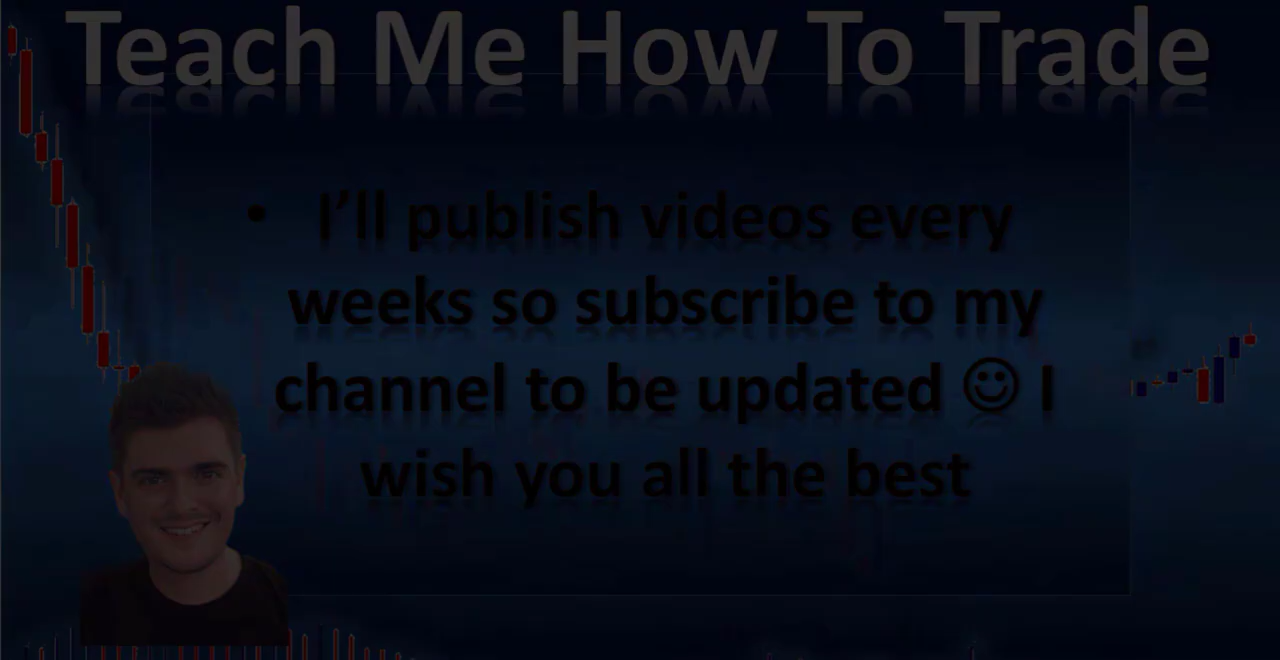 Teach Me How To Trade
• I’ll publish videos every
weeks so subscribe to my
channel to be updated ☺ I
wish you all the best